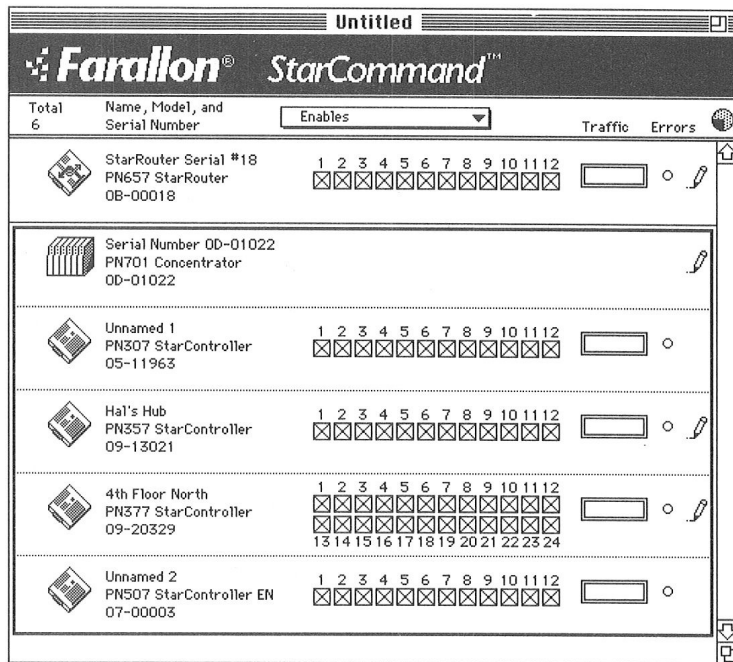 Untitled
Farallon® StarCommand™
Total Name, Model, and Enables Traffic Errors
6 Serial Number
StarRouter Serial #18
PN657 StarRouter
0B-00018
1 2 3 4 5 6 7 8 9 10 11 12
Serial Number 0D-01022
PN701 Concentrator
0D-01022
Unnamed 1
PN307 StarController
05-11963
1 2 3 4 5 6 7 8 9 10 11 12
Hal's Hub
PN357 StarController
09-13021
1 2 3 4 5 6 7 8 9 10 11 12
4th Floor North
PN377 StarController
09-20329
1 2 3 4 5 6 7 8 9 10 11 12
13 14 15 16 17 18 19 20 21 22 23 24
Unnamed 2
PN507 StarController EN
07-00003
1 2 3 4 5 6 7 8 9 10 11 12